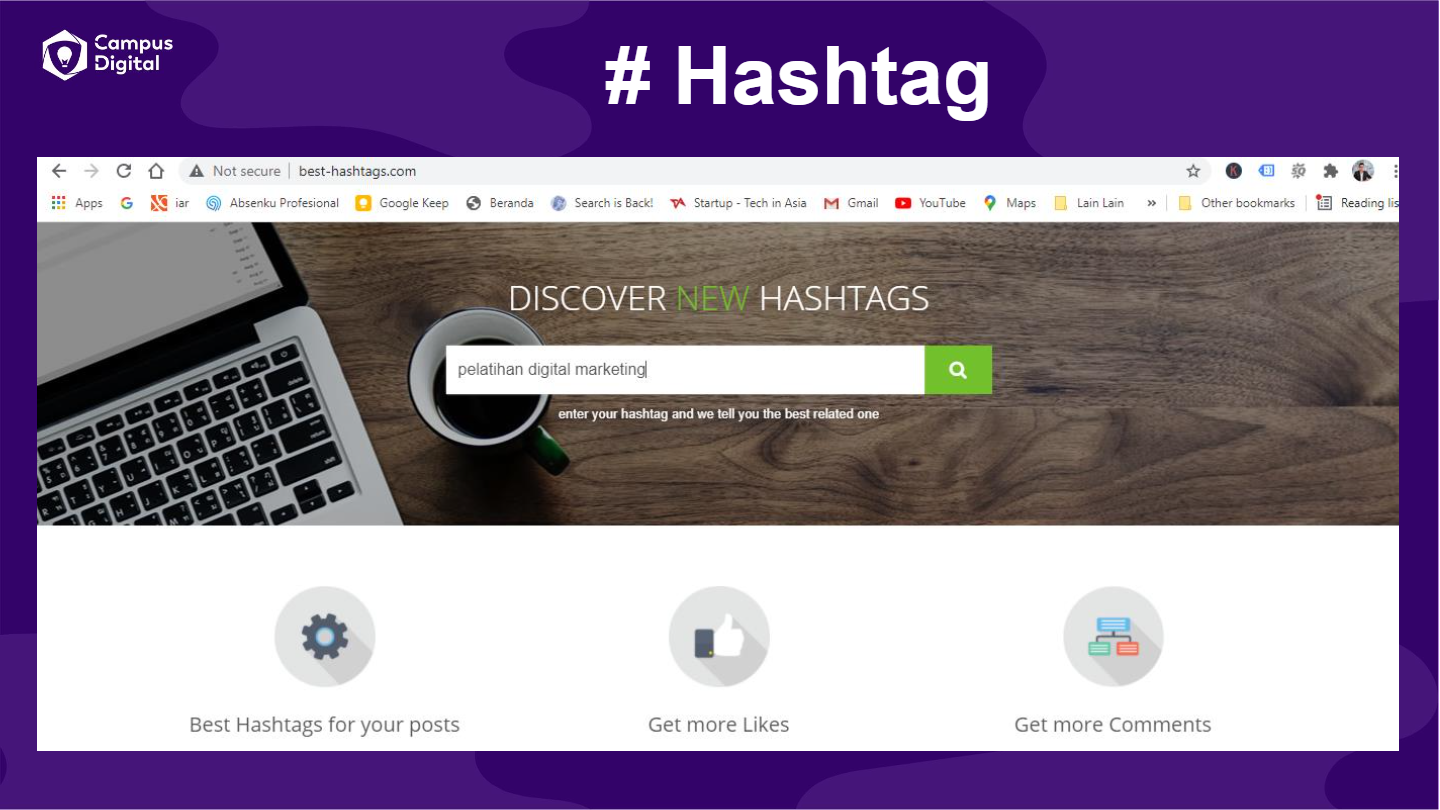 Campus
Digital
# Hashtag
Not secure | best-hashtags.com
Apps iar Absenku Profesional Google Keep Beranda Search is Back! Startup - Tech in Asia Gmail YouTube Maps Lain Lain » Other bookmarks Reading lis
DISCOVER NEW HASHTAGS
pelatihan digital marketing
enter your hashtag and we tell you the best related one
Best Hashtags for your posts
Get more Likes
Get more Comments